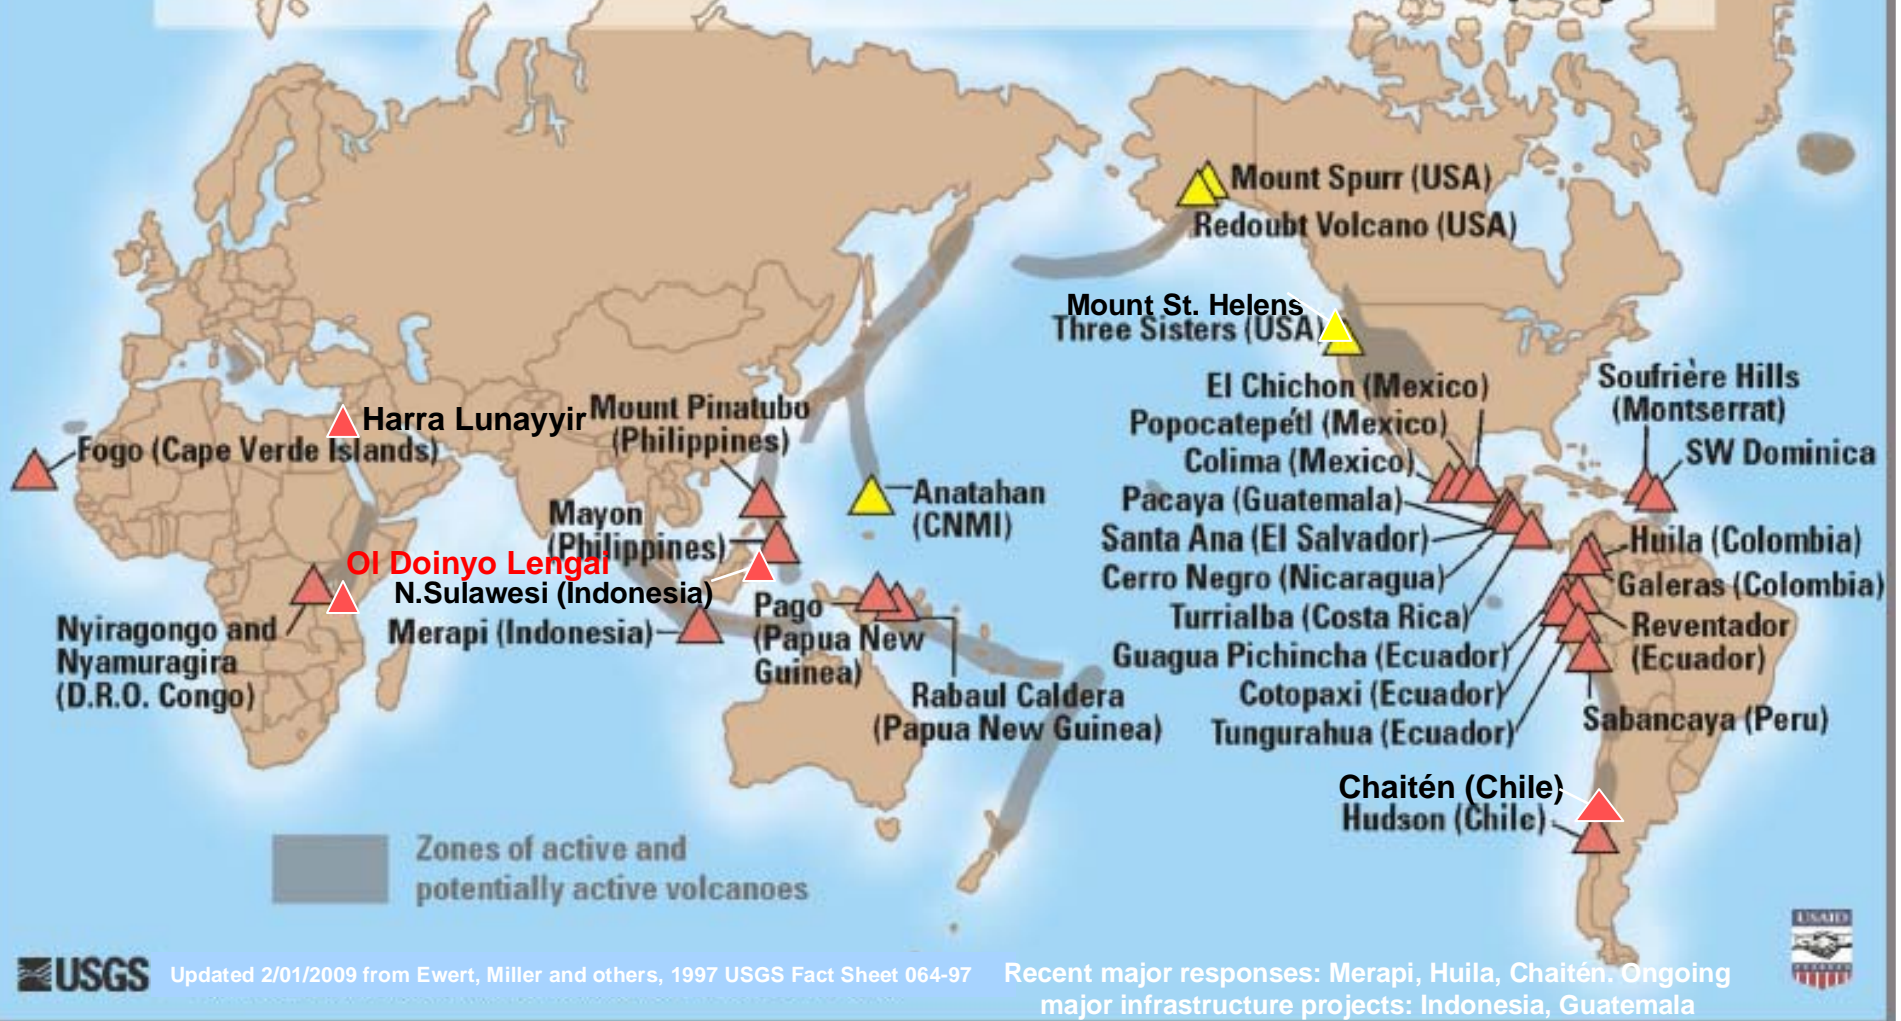 Mount Spurr (USA)
Redoubt Volcano (USA)
Mount St. Helens
Three Sisters (USA)
El Chichon (Mexico)
Popocatepétl (Mexico)
Colima (Mexico)
Pacaya (Guatemala)
Santa Ana (El Salvador)
Cerro Negro (Nicaragua)
Turrialba (Costa Rica)
Guagua Pichincha (Ecuador)
Cotopaxi (Ecuador)
Tungurahua (Ecuador)
Soufrière Hills
(Montserrat)
SW Dominica
Huila (Colombia)
Galeras (Colombia)
Reventador
(Ecuador)
Sabancaya (Peru)
Chaitén (Chile)
Hudson (Chile)
Harra Lunayyir
Fogo (Cape Verde Islands)
Mount Pinatubo
(Philippines)
Mayon
(Philippines)
Anatahan
(CNMI)
Ol Doinyo Lengai
N.Sulawesi (Indonesia)
Merapi (Indonesia)
Nyiragongo and
Nyamuragira
(D.R.O. Congo)
Pago
(Papua New
Guinea)
Rabaul Caldera
(Papua New Guinea)
Zones of active and
potentially active volcanoes
USGS
Updated 2/01/2009 from Ewert, Miller and others, 1997 USGS Fact Sheet 064-97
Recent major responses: Merapi, Huila, Chaitén. Ongoing
major infrastructure projects: Indonesia, Guatemala
USAID